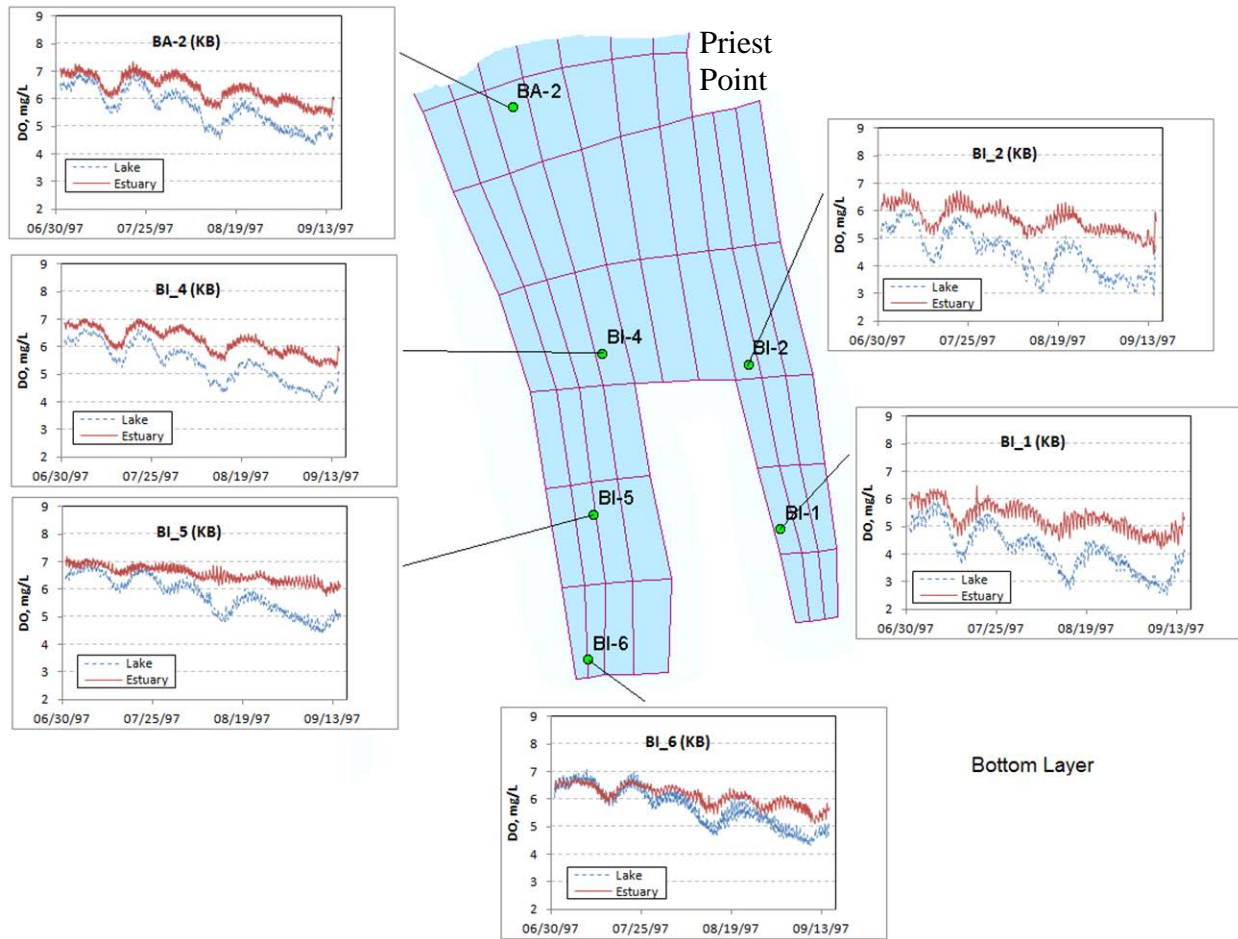 Priest
Point
BA-2
BI-4
BI-2
BI-5
BI-1
BI-6
Bottom Layer
BA-2 (KB)
DO, mg/L
9
8
7
6
5
4
3
2
Lake
Estuary
06/30/97 07/25/97 08/19/97 09/13/97
BI_4 (KB)
DO, mg/L
9
8
7
6
5
4
3
2
Lake
Estuary
06/30/97 07/25/97 08/19/97 09/13/97
BI_5 (KB)
DO, mg/L
9
8
7
6
5
4
3
2
Lake
Estuary
06/30/97 07/25/97 08/19/97 09/13/97
BI_2 (KB)
DO, mg/L
9
8
7
6
5
4
3
2
Lake
Estuary
06/30/97 07/25/97 08/19/97 09/13/97
BI_1 (KB)
DO, mg/L
9
8
7
6
5
4
3
2
Lake
Estuary
06/30/97 07/25/97 08/19/97 09/13/97
BI_6 (KB)
DO, mg/L
9
8
7
6
5
4
3
2
Lake
Estuary
06/30/97 07/25/97 08/19/97 09/13/97